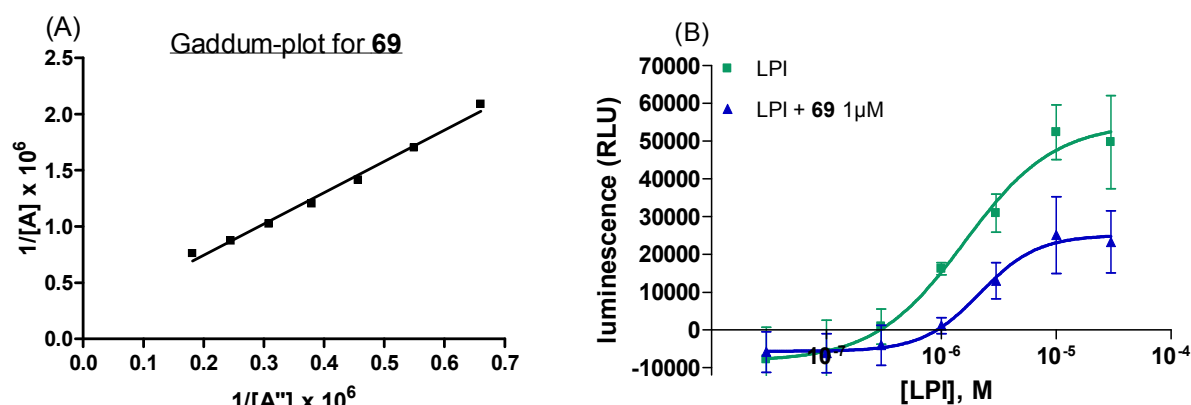 (A)
Gaddum-plot for 69
2.5
2.0
1.5
1.0
0.5
0.0
1/[A] x 10^6
0.0 0.1 0.2 0.3 0.4 0.5 0.6 0.7
1/[A"] x 10^6
(B)
LPI
LPI + 69 1µM
70000
60000
50000
40000
30000
20000
10000
0
-10000
luminescence (RLU)
10^-7 10^-6 10^-5 10^-4
[LPI], M